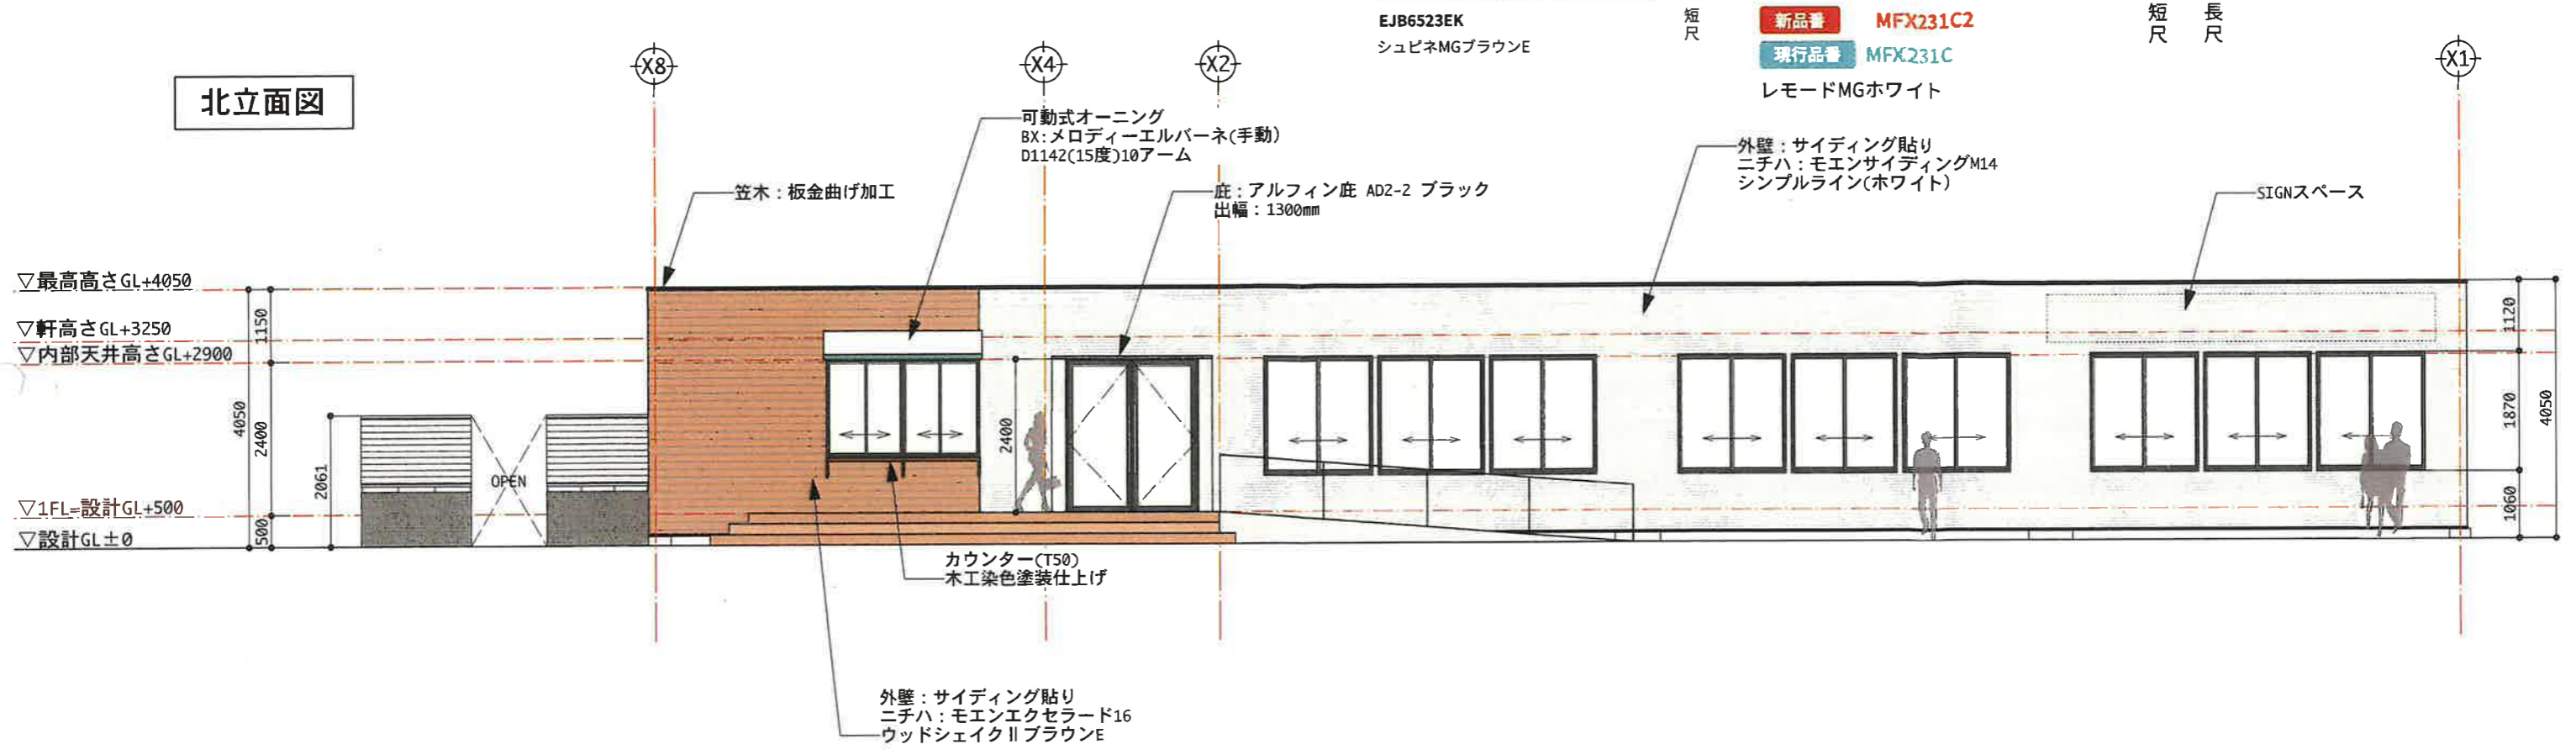 EJB6523EK
シュピネMGブラウンE
短尺
新品番 MFX231C2
現行品番 MFX231C
レモードMGホワイト
短尺
長尺
X8
X4
X2
X1
北立面図
可動式オーニング
BX:メロディーエルバーネ(手動)
D1142(15度)10アーム
笠木：板金曲げ加工
庇：アルフィン庇 AD2-2 ブラック
出幅：1300mm
外壁：サイディング貼り
ニチハ：モエンサイディングM14
シンプルライン(ホワイト)
SIGNスペース
▽最高高さGL+4050
▽軒高さGL+3250
▽内部天井高さGL+2900
▽1FL=設計GL+500
▽設計GL±0
4050
1150
2400
500
2061
OPEN
2400
1120
1870
1060
4050
カウンター(T50)
木工染色塗装仕上げ
外壁：サイディング貼り
ニチハ：モエンエクセラード16
ウッドシェイクⅡブラウンE